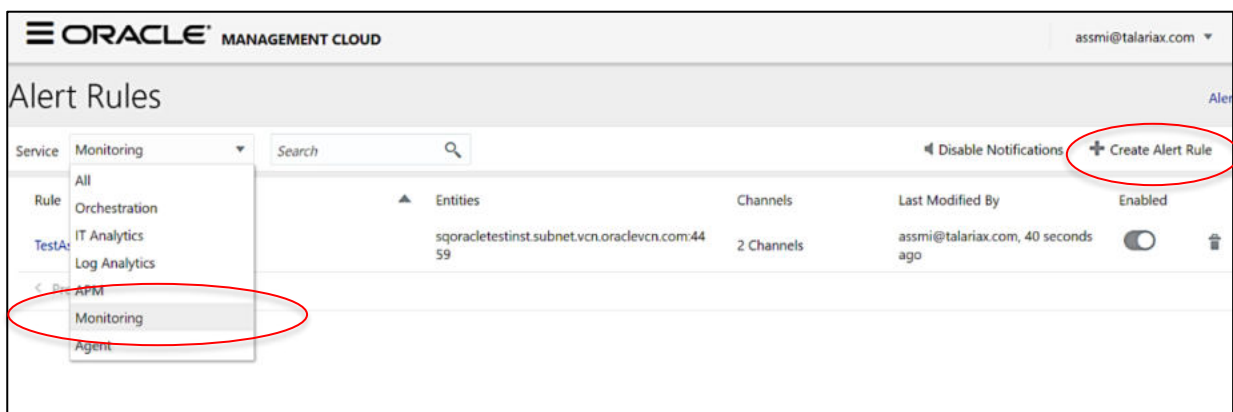 ORACLE® MANAGEMENT CLOUD
assmi@talariax.com
Alert Rules
Service Monitoring Search Disable Notifications Create Alert Rule
All
Rule Entities Channels Last Modified By Enabled
Orchestration
IT Analytics
sqoracletestinst.subnet.vcn.oraclevcn.com:44
59
2 Channels
assmi@talariax.com, 40 seconds
ago
Log Analytics
APM
Monitoring
Agent